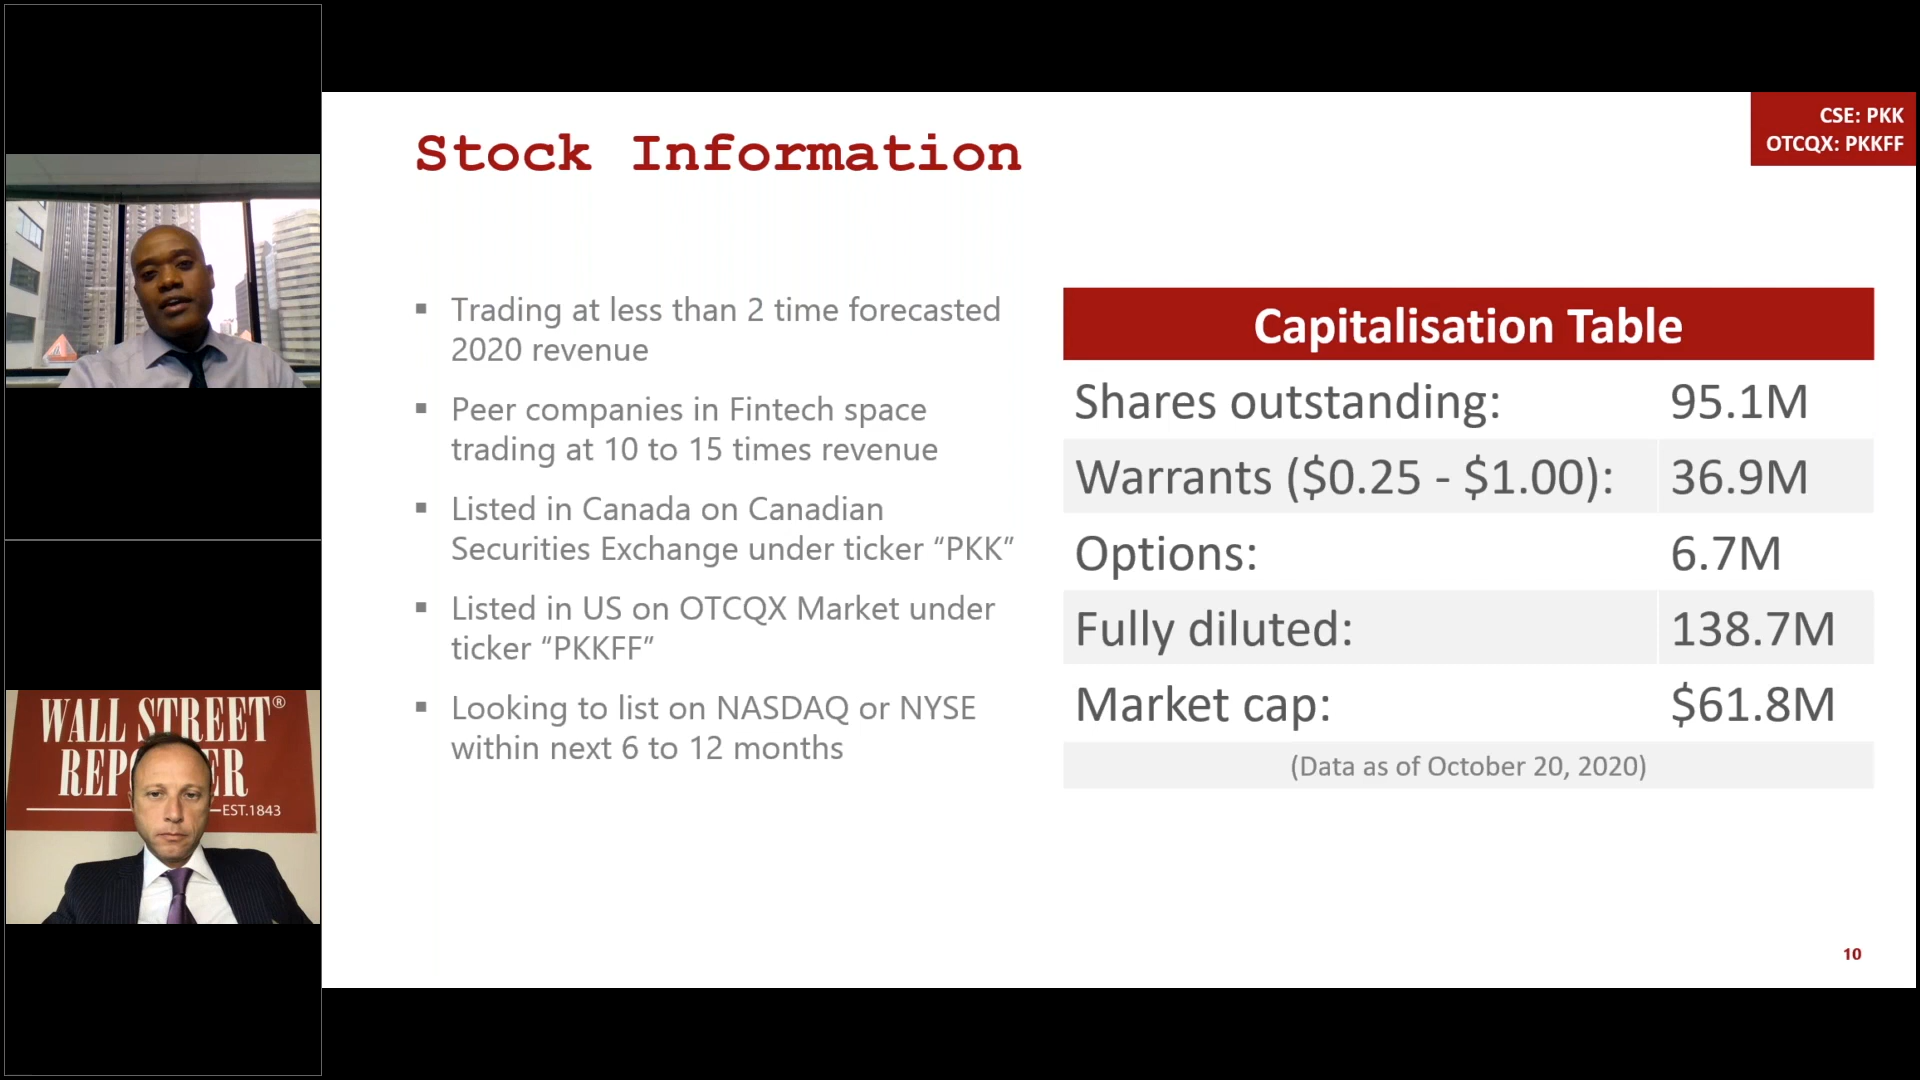 CSE: PKK
OTCQX: PKKFF
Stock Information
▪ Trading at less than 2 time forecasted
2020 revenue
▪ Peer companies in Fintech space
trading at 10 to 15 times revenue
▪ Listed in Canada on Canadian
Securities Exchange under ticker “PKK”
▪ Listed in US on OTCQX Market under
ticker “PKKFF”
▪ Looking to list on NASDAQ or NYSE
within next 6 to 12 months
Capitalisation Table
Shares outstanding: 95.1M
Warrants ($0.25 - $1.00): 36.9M
Options: 6.7M
Fully diluted: 138.7M
Market cap: $61.8M
(Data as of October 20, 2020)
10
WALL STREET®
EST.1843